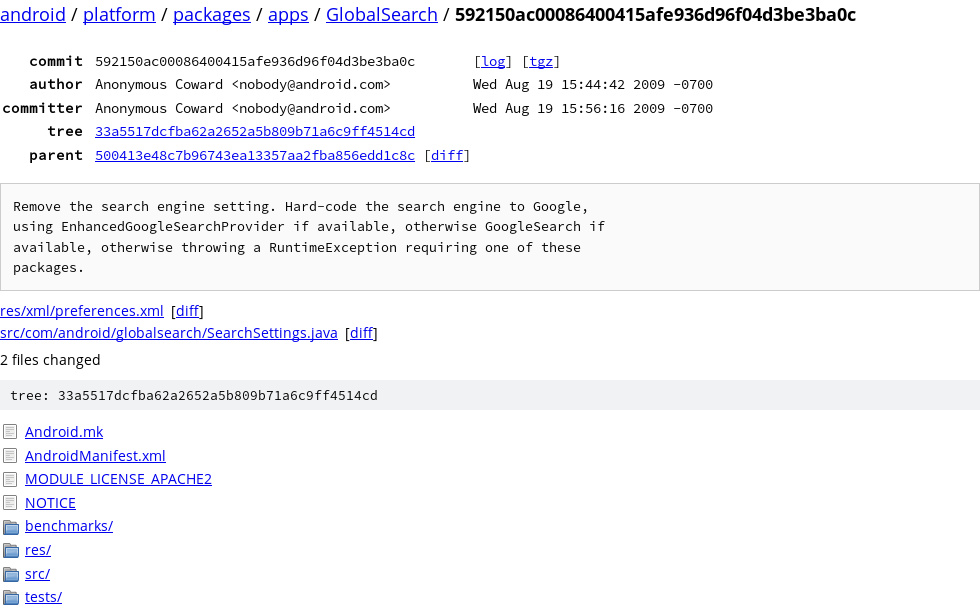 android / platform / packages / apps / GlobalSearch / 592150ac00086400415afe936d96f04d3be3ba0c
commit 592150ac00086400415afe936d96f04d3be3ba0c [log] [tgz]
author Anonymous Coward <nobody@android.com> Wed Aug 19 15:44:42 2009 -0700
committer Anonymous Coward <nobody@android.com> Wed Aug 19 15:56:16 2009 -0700
tree 33a5517dcfba62a2652a5b809b71a6c9ff4514cd
parent 500413e48c7b96743ea13357aa2fba856edd1c8c [diff]
Remove the search engine setting. Hard-code the search engine to Google,
using EnhancedGoogleSearchProvider if available, otherwise GoogleSearch if
available, otherwise throwing a RuntimeException requiring one of these
packages.
res/xml/preferences.xml [diff]
src/com/android/globalsearch/SearchSettings.java [diff]
2 files changed
tree: 33a5517dcfba62a2652a5b809b71a6c9ff4514cd
Android.mk
AndroidManifest.xml
MODULE_LICENSE_APACHE2
NOTICE
benchmarks/
res/
src/
tests/